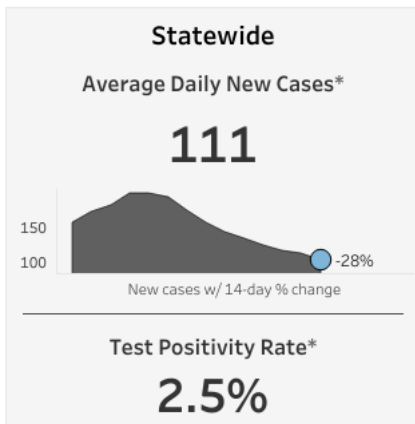 Statewide
Average Daily New Cases*
111
150
100
-28%
New cases w/ 14-day % change
Test Positivity Rate*
2.5%